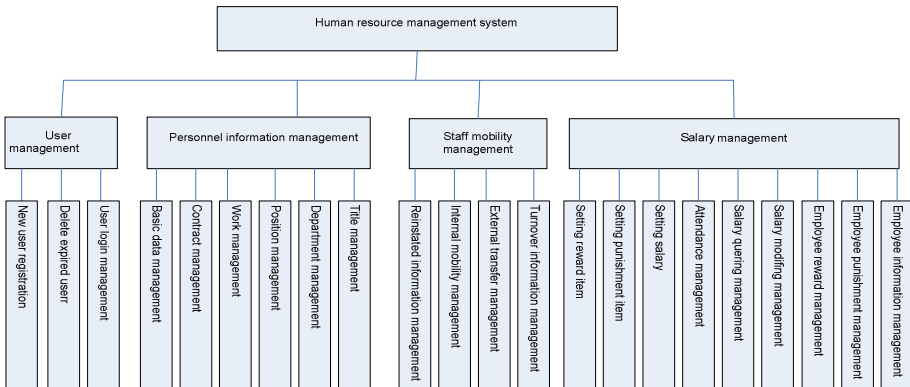 Human resource management system
User
management
Personnel information management
Staff mobility
management
Salary management
New user registration
Delete expired userr
User login management
Basic data management
Contract management
Work management
Position management
Department management
Title management
Reinstated information management
Internal mobility management
External transfer management
Turnover information management
Setting reward item
Setting punishment item
Setting salary
Attendance management
Salary quering management
Salary modifing management
Employee reward management
Employee punishment management
Employee information management